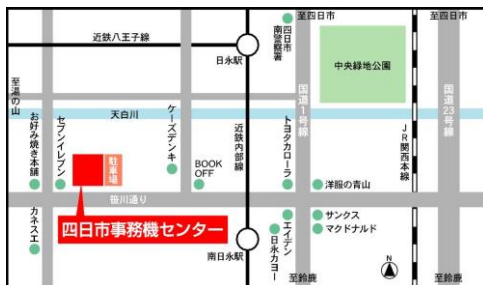 至四日市
至四日市
近鉄八王子線
日永駅
四日市
南警察署
中央緑地公園
国道1号線
国道23号線
至湯の山
天白川
お好み焼き本舗
セブンイレブン
駐車場
ケーズデンキ
BOOK
OFF
近鉄内部線
トヨタカローラ
洋服の青山
JR関西本線
笹川通り
カネスエ
四日市事務機センター
南日永駅
エイデン
日永カヨー
サンクス
マクドナルド
至鈴鹿
至鈴鹿
N